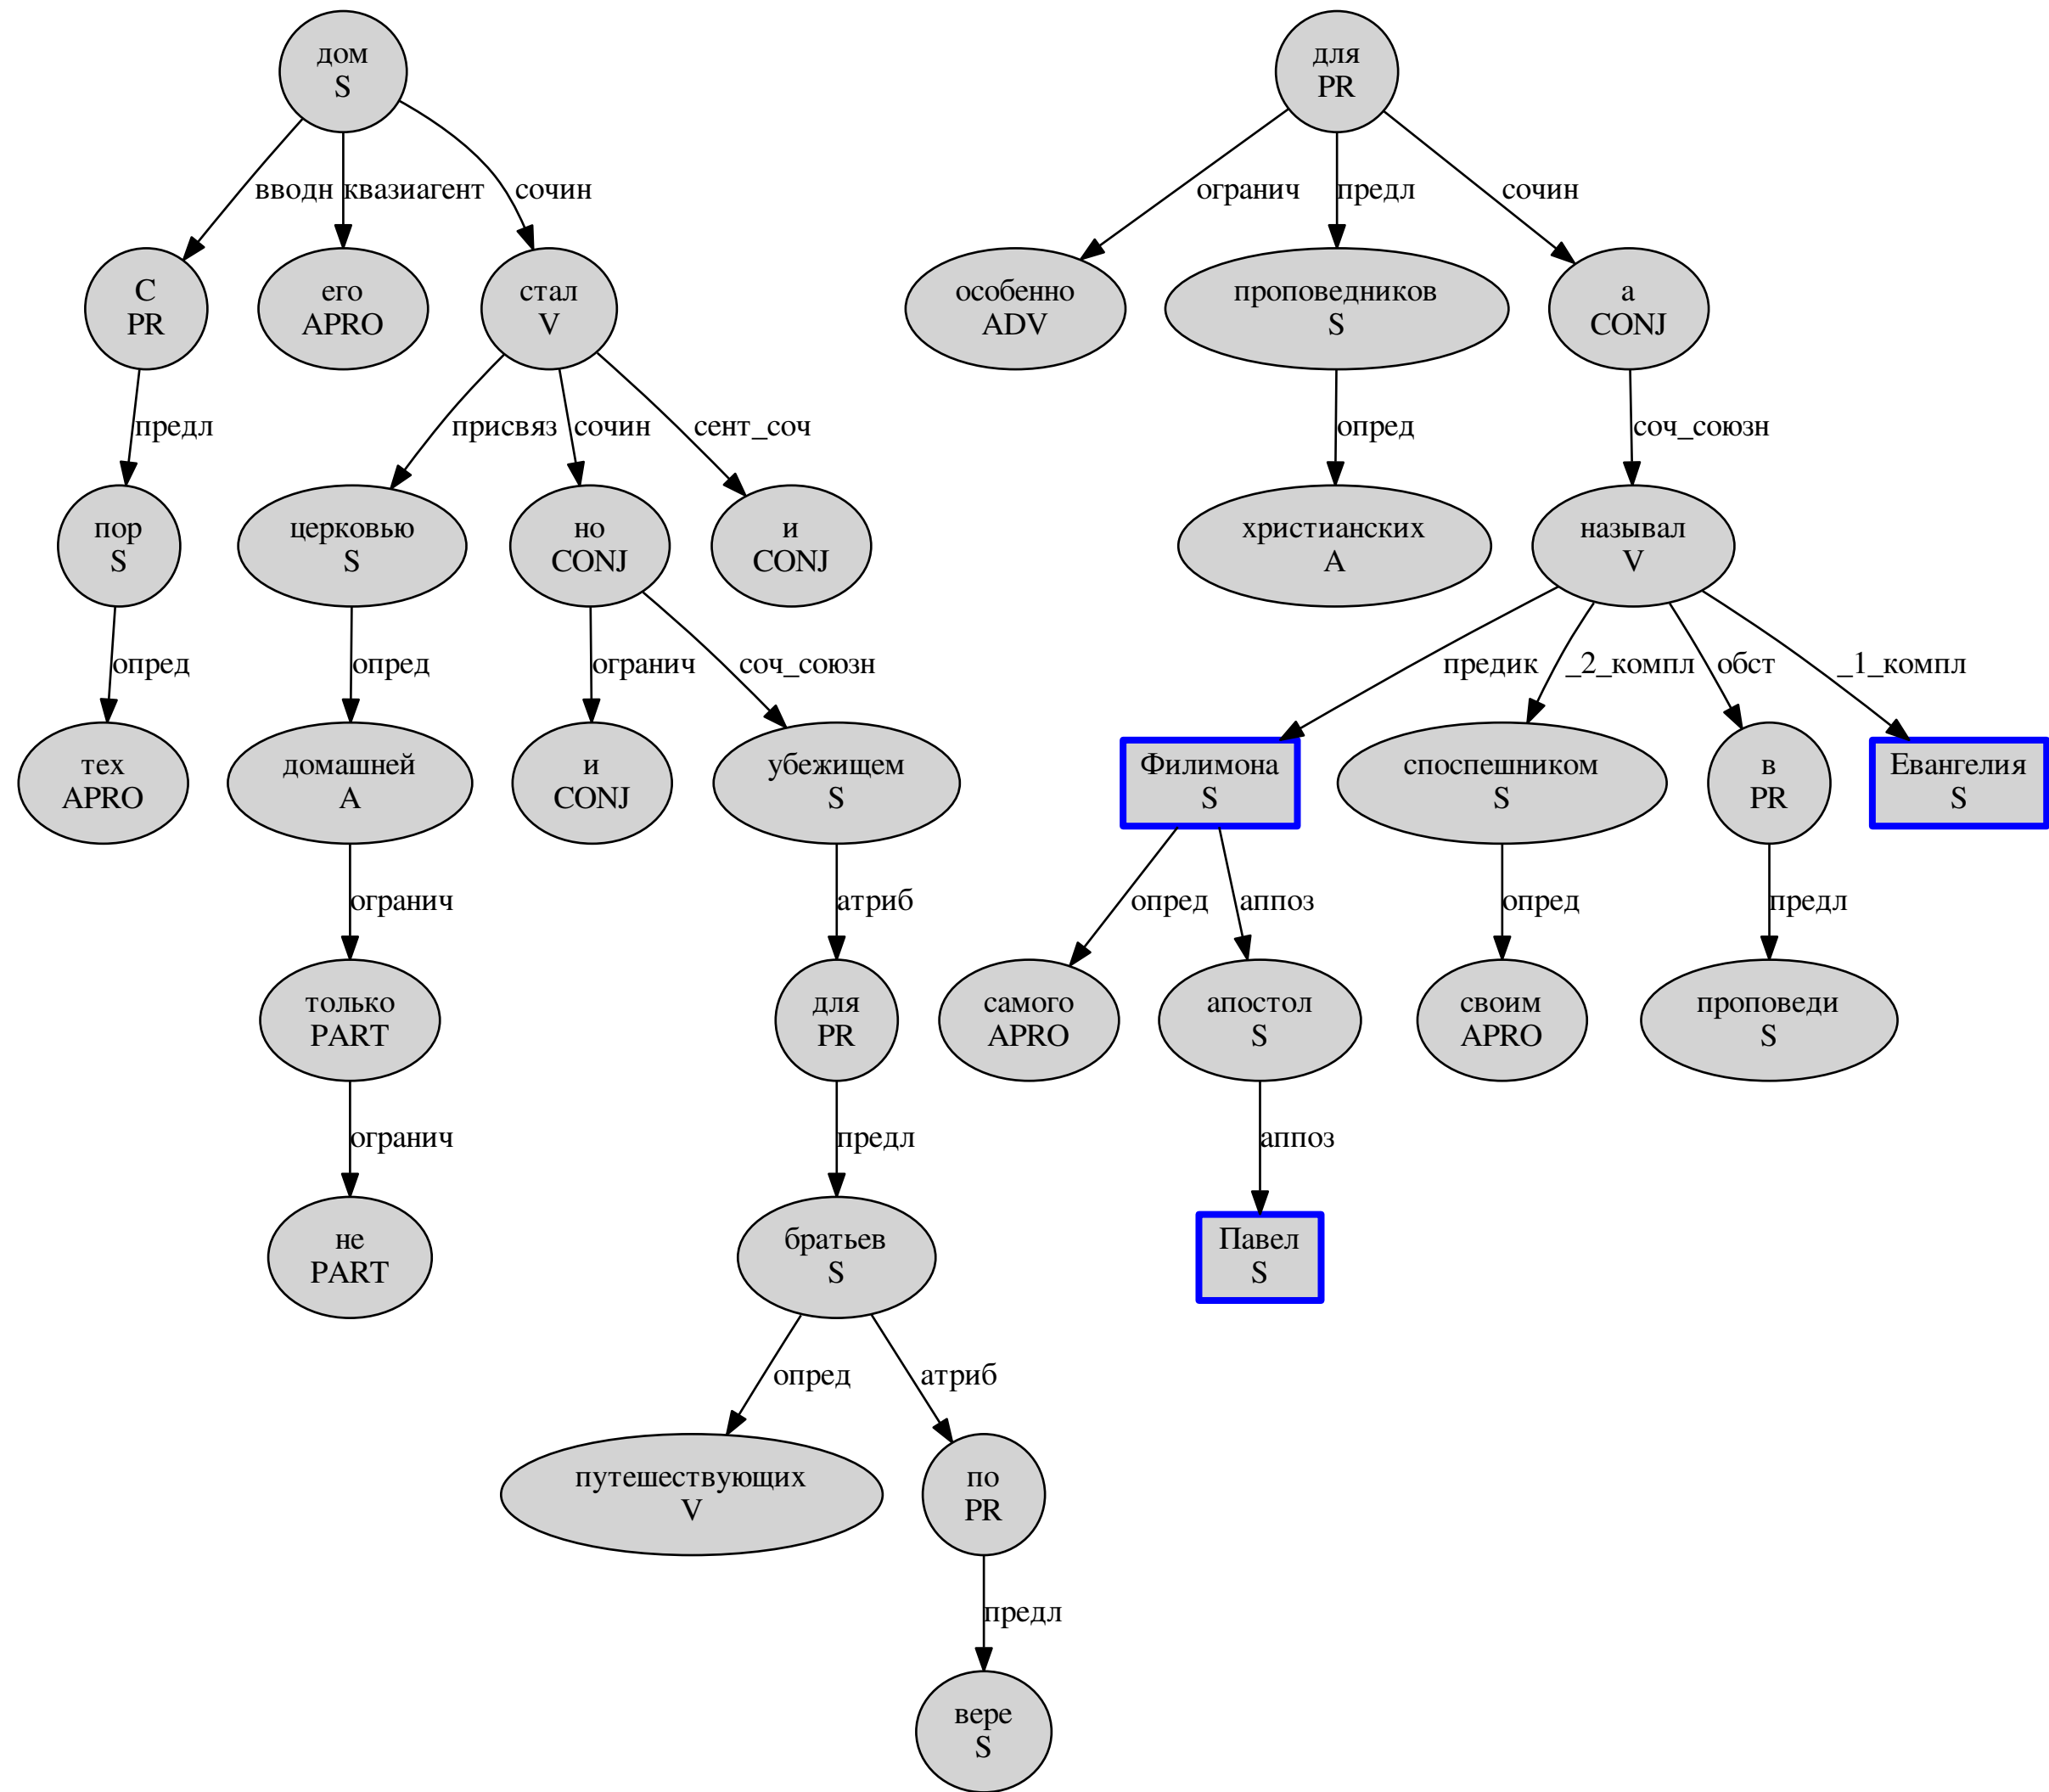 дом
S
для
PR
вводн
квазиагент
сочин
огранич
предл
сочин
С
PR
его
APRO
стал
V
особенно
ADV
проповедников
S
а
CONJ
предл
присвяз
сочин
сент_соч
опред
соч_союзн
пор
S
церковью
S
но
CONJ
и
CONJ
христианских
A
называл
V
опред
опред
огранич
соч_союзн
предик
_2_компл
обст
_1_компл
тех
APRO
домашней
A
и
CONJ
убежищем
S
Филимона
S
споспешником
S
в
PR
Евангелия
S
огранич
атриб
опред
аппоз
опред
предл
только
PART
для
PR
самого
APRO
апостол
S
своим
APRO
проповеди
S
огранич
предл
аппоз
не
PART
братьев
S
Павел
S
опред
атриб
путешествующих
V
по
PR
предл
вере
S